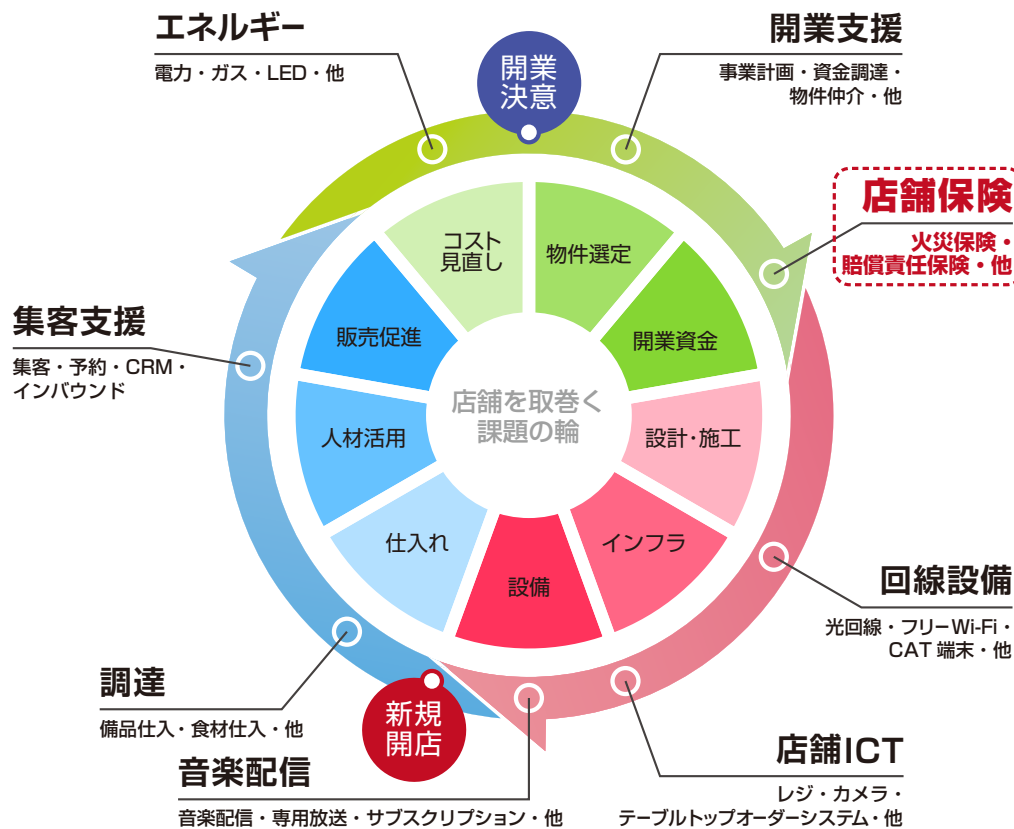 エネルギー
電力・ガス・LED・他
開業
決意
開業支援
事業計画・資金調達・
物件仲介・他
店舗保険
火災保険・
賠償責任保険・他
コスト
見直し
物件選定
販売促進
開業資金
集客支援
集客・予約・CRM・
インバウンド
店舗を取巻く
課題の輪
人材活用
設計・施工
仕入れ
インフラ
設備
回線設備
光回線・フリーWi-Fi・
CAT 端末・他
調達
備品仕入・食材仕入・他
新規
開店
音楽配信
音楽配信・専用放送・サブスクリプション・他
店舗ICT
レジ・カメラ・
テーブルトップオーダーシステム・他